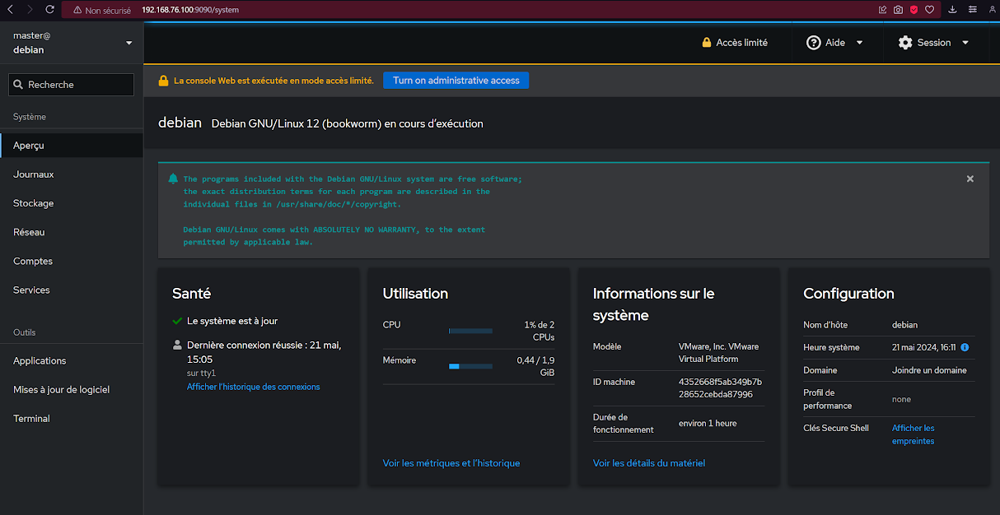 Non sécurisé 192.168.76.100:9090/system
master@
debian
Accès limité
Aide
Session
La console Web est exécutée en mode accès limité.
Turn on administrative access
Recherche
Système
Aperçu
Journaux
Stockage
Réseau
Comptes
Services
Outils
Applications
Mises à jour de logiciel
Terminal
debian Debian GNU/Linux 12 (bookworm) en cours d'exécution
The programs included with the Debian GNU/Linux system are free software;
the exact distribution terms for each program are described in the
individual files in /usr/share/doc/*/copyright.
Debian GNU/Linux comes with ABSOLUTELY NO WARRANTY, to the extent
permitted by applicable law.
Santé
Le système est à jour
Dernière connexion réussie : 21 mai,
15:05
sur tty1
Afficher l'historique des connexions
Utilisation
CPU
1% de 2
CPUs
Mémoire
0,44 / 1,9
GiB
Voir les métriques et l'historique
Informations sur le
système
Modèle
VMware, Inc. VMware
Virtual Platform
ID machine
4352668f5ab349b7b
28652cebda87996
Durée de
fonctionnement
environ 1 heure
Voir les détails du matériel
Configuration
Nom d'hôte
debian
Heure système
21 mai 2024, 16:11
Domaine
Joindre un domaine
Profil de
performance
none
Clés Secure Shell
Afficher les
empreintes